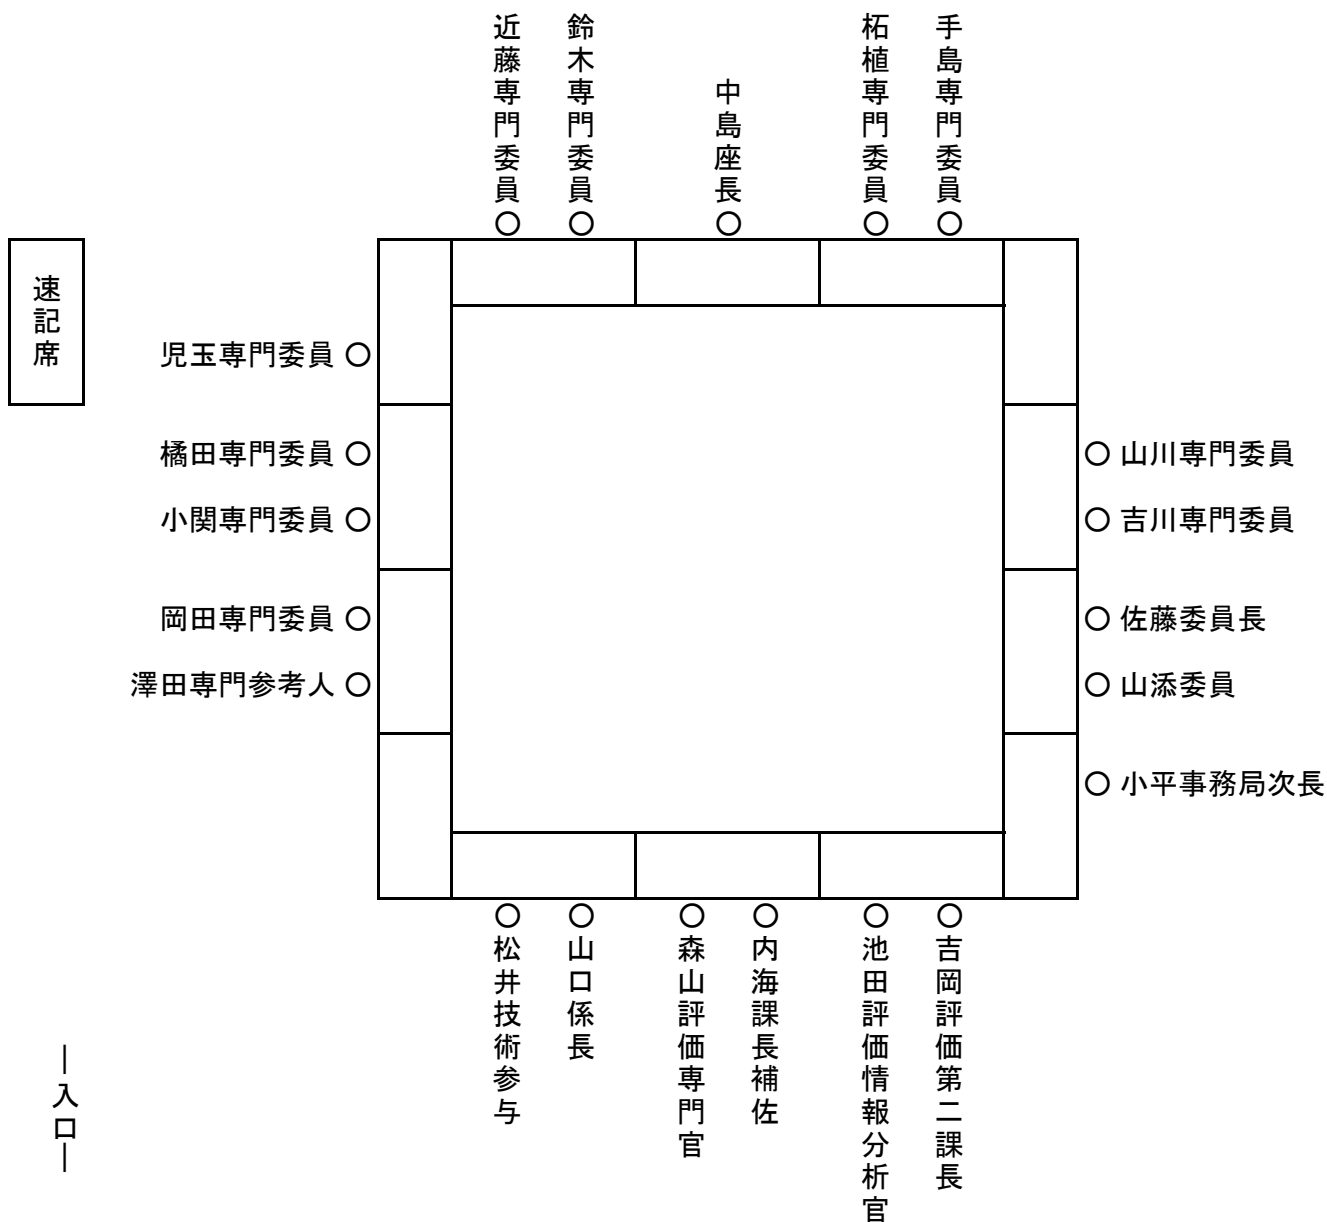 近藤専門委員
鈴木専門委員
中島座長
柘植専門委員
手島専門委員
速記席
児玉専門委員
橘田専門委員
小関専門委員
岡田専門委員
澤田専門参考人
山川専門委員
吉川専門委員
佐藤委員長
山添委員
小平事務局次長
松井技術参与
山口係長
森山評価専門官
内海課長補佐
池田評価情報分析官
吉岡評価第二課長
―入口―